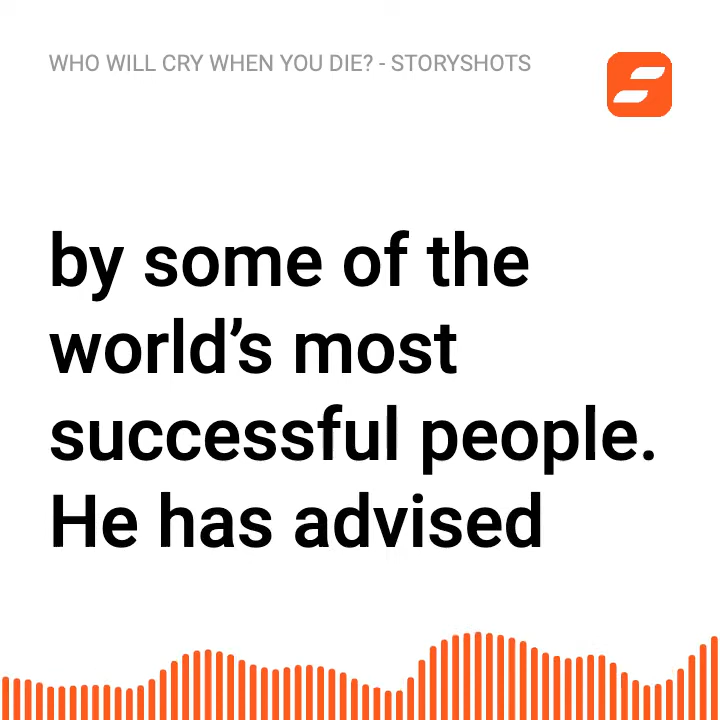 WHO WILL CRY WHEN YOU DIE? - STORYSHOTS
by some of the
world’s most
successful people.
He has advised